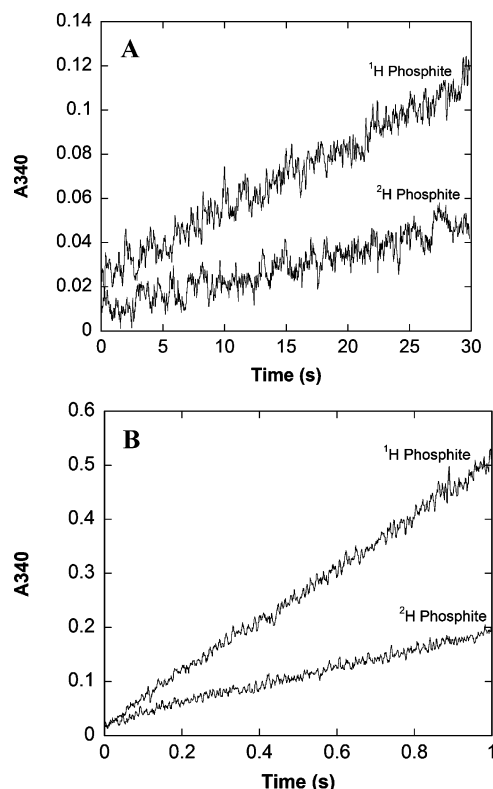 A
0.14
0.12
0.1
0.08
0.06
0.04
0.02
0
A340
¹H Phosphite
²H Phosphite
0 5 10 15 20 25 30
Time (s)
B
0.6
0.5
0.4
0.3
0.2
0.1
0
A340
¹H Phosphite
²H Phosphite
0 0.2 0.4 0.6 0.8 1
Time (s)